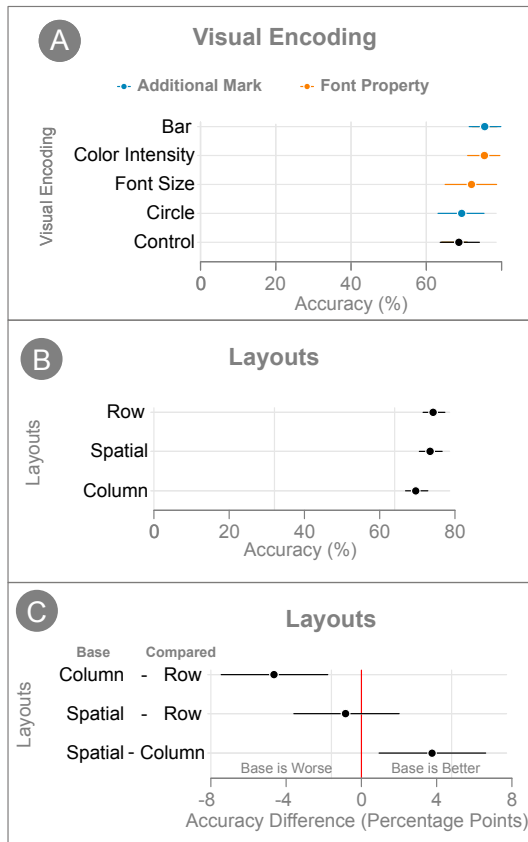 A
Visual Encoding
Additional Mark Font Property
Visual Encoding
Bar
Color Intensity
Font Size
Circle
Control
0 20 40 60
Accuracy (%)
B
Layouts
Layouts
Row
Spatial
Column
0 20 40 60 80
Accuracy (%)
C
Layouts
Base Compared
Layouts
Column - Row
Spatial - Row
Spatial - Column
Base is Worse Base is Better
-8 -4 0 4 8
Accuracy Difference (Percentage Points)